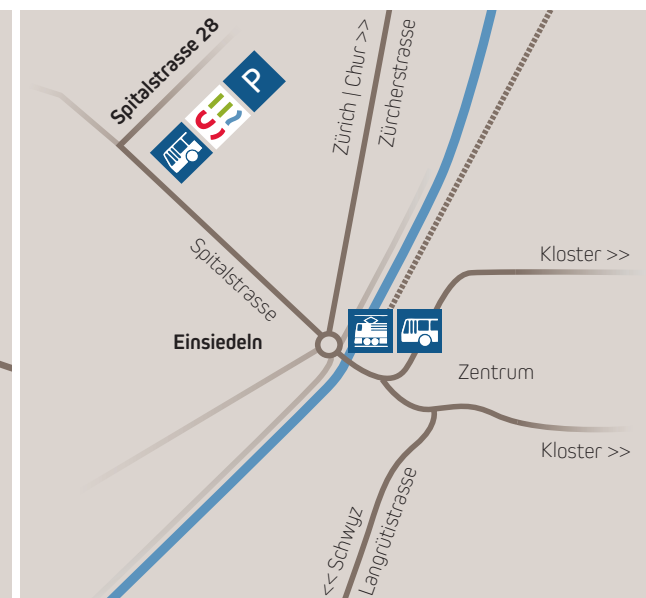 Spitalstrasse 28
P
Zürich | Chur >>
Zürcherstrasse
Spitalstrasse
Kloster >>
Einsiedeln
Zentrum
Kloster >>
<< Schwyz
Langrütistrasse